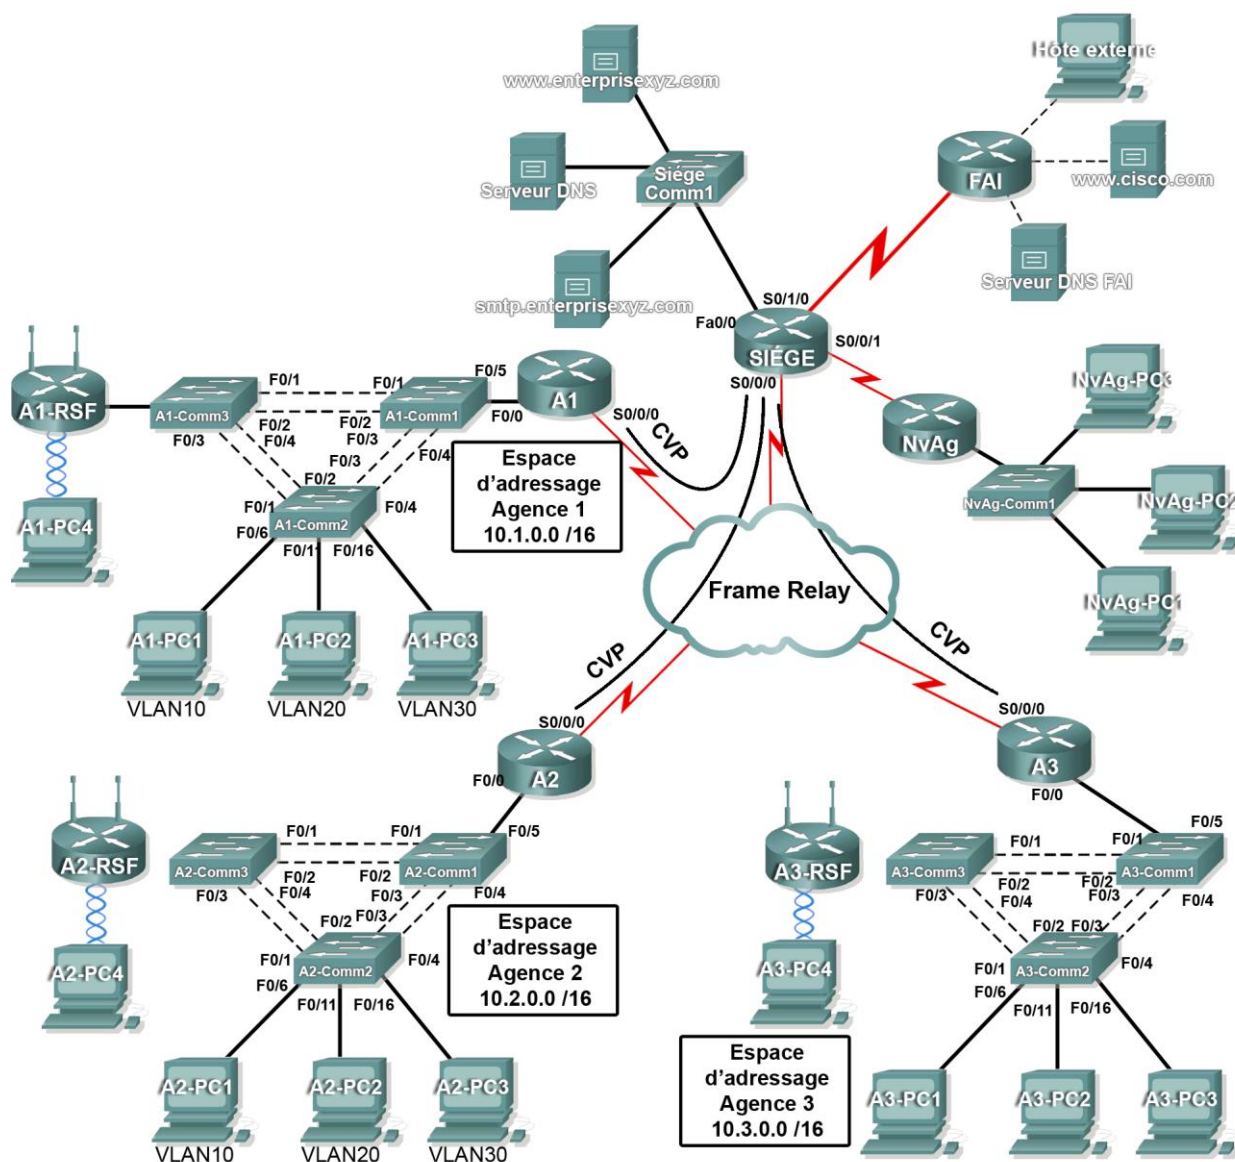 www.enterprisexyz.com
Serveur DNS
Siége
Comm1
smtp.enterprisexyz.com
Hôte externe
FAI
www.cisco.com
Serveur DNS FAI
S0/1/0
Fa0/0
SIÉGE
S0/0/1
S0/0/0
NvAg
NvAg-Comm1
NvAg-PC3
NvAg-PC2
NvAg-PC1
A1-RSF
A1-PC4
A1-Comm3
F0/1
F0/1
F0/5
A1-Comm1
F0/0
A1
S0/0/0
CVP
F0/3
F0/2
F0/4
F0/2
F0/3
F0/3
F0/4
F0/2
F0/1
F0/4
A1-Comm2
F0/6
F0/11
F0/16
Espace
d'adressage
Agence 1
10.1.0.0 /16
A1-PC1
A1-PC2
A1-PC3
VLAN10
VLAN20
VLAN30
Frame Relay
CVP
CVP
S0/0/0
A2
F0/0
A2-RSF
A2-PC4
A2-Comm3
F0/1
F0/1
F0/5
A2-Comm1
F0/3
F0/2
F0/4
F0/2
F0/3
F0/4
F0/2
F0/1
F0/4
A2-Comm2
F0/6
F0/11
F0/16
Espace
d'adressage
Agence 2
10.2.0.0 /16
A2-PC1
A2-PC2
A2-PC3
VLAN10
VLAN20
VLAN30
S0/0/0
A3
F0/0
A3-RSF
A3-PC4
A3-Comm3
F0/1
F0/1
F0/5
A3-Comm1
F0/3
F0/2
F0/4
F0/2
F0/3
F0/4
F0/2
F0/3
F0/1
F0/4
A3-Comm2
F0/6
F0/11
F0/16
Espace
d'adressage
Agence 3
10.3.0.0 /16
A3-PC1
A3-PC2
A3-PC3